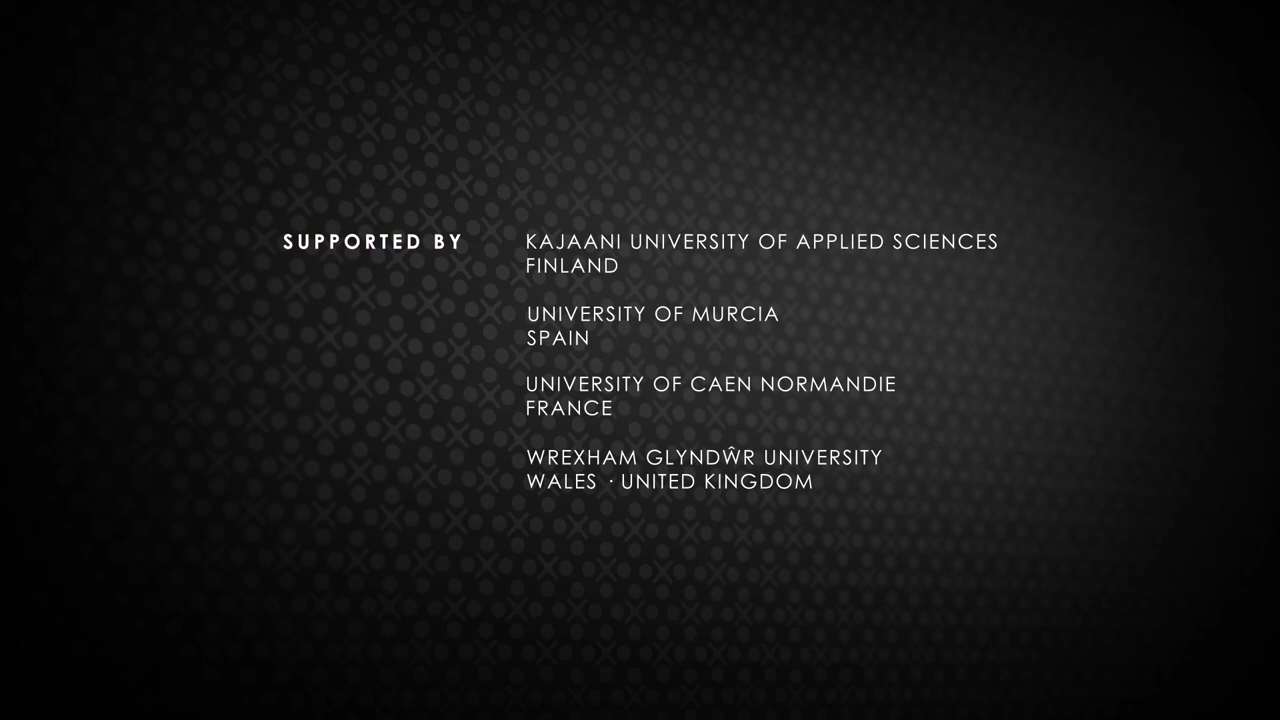 SUPPORTED BY
KAJAANI UNIVERSITY OF APPLIED SCIENCES
FINLAND
UNIVERSITY OF MURCIA
SPAIN
UNIVERSITY OF CAEN NORMANDIE
FRANCE
WREXHAM GLYNDŴR UNIVERSITY
WALES · UNITED KINGDOM